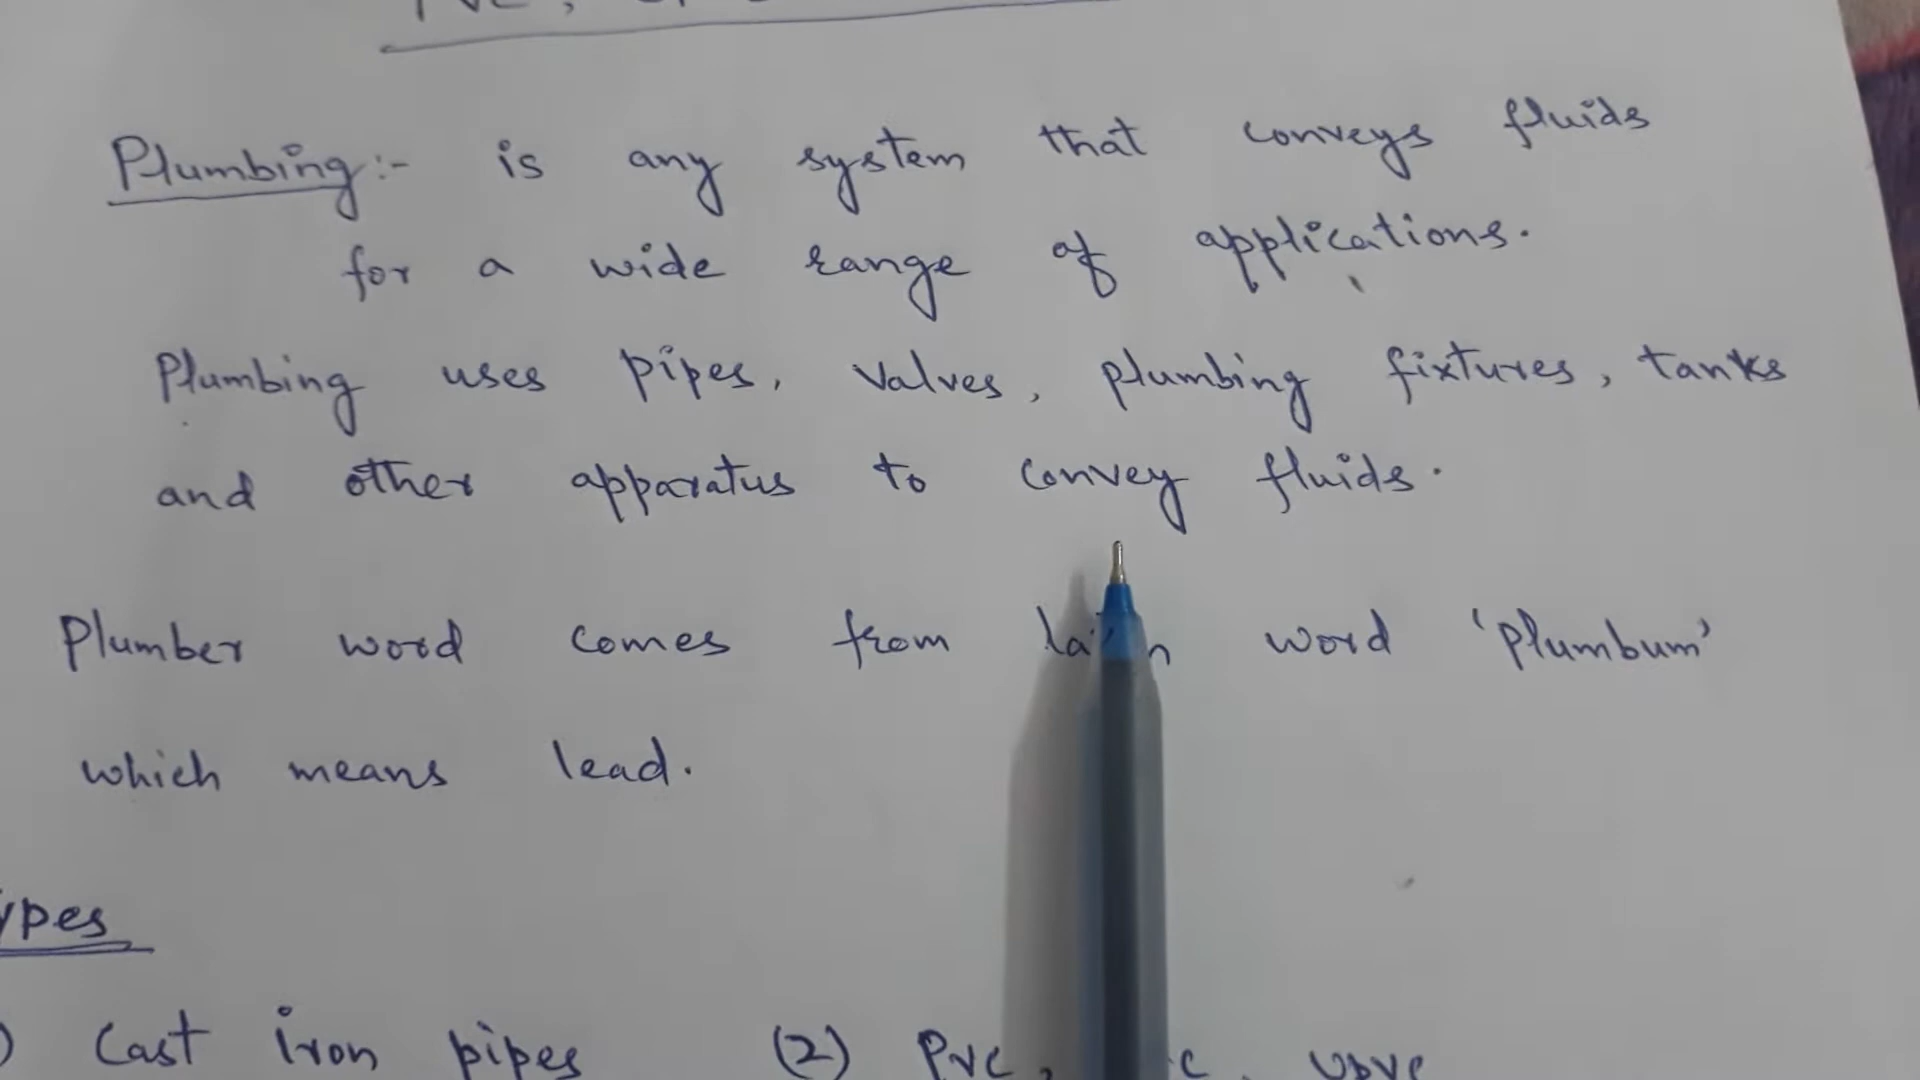 Plumbing:- is any system that conveys fluids
for a wide range of applications.
Plumbing uses pipes, valves, plumbing fixtures, tanks
and other apparatus to convey fluids.
Plumber word comes from word 'plumbum'
which means lead.
(2) PVC,
Cast iron pipes